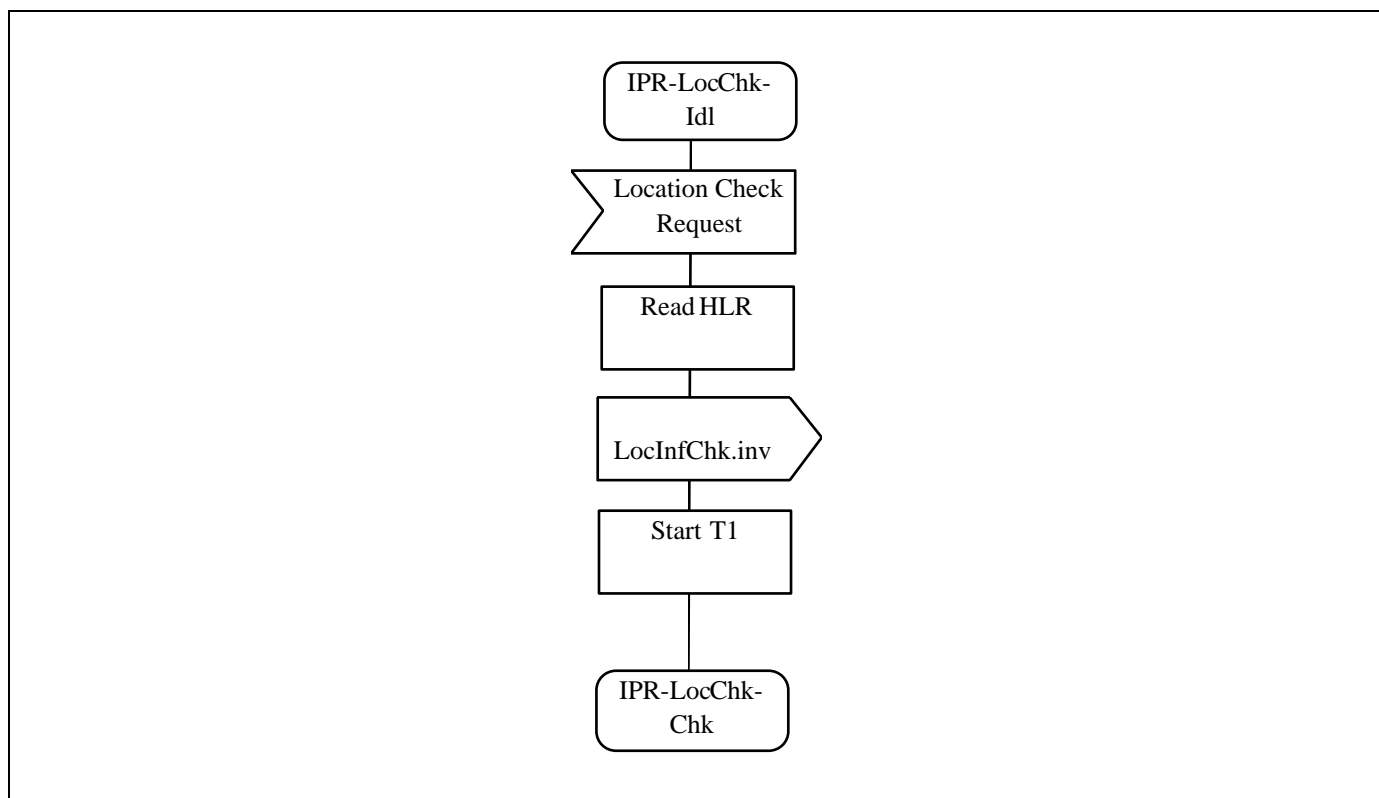 IPR-LocChk-
Idl
Location Check
Request
Read HLR
LocInfChk.inv
Start T1
IPR-LocChk-
Chk